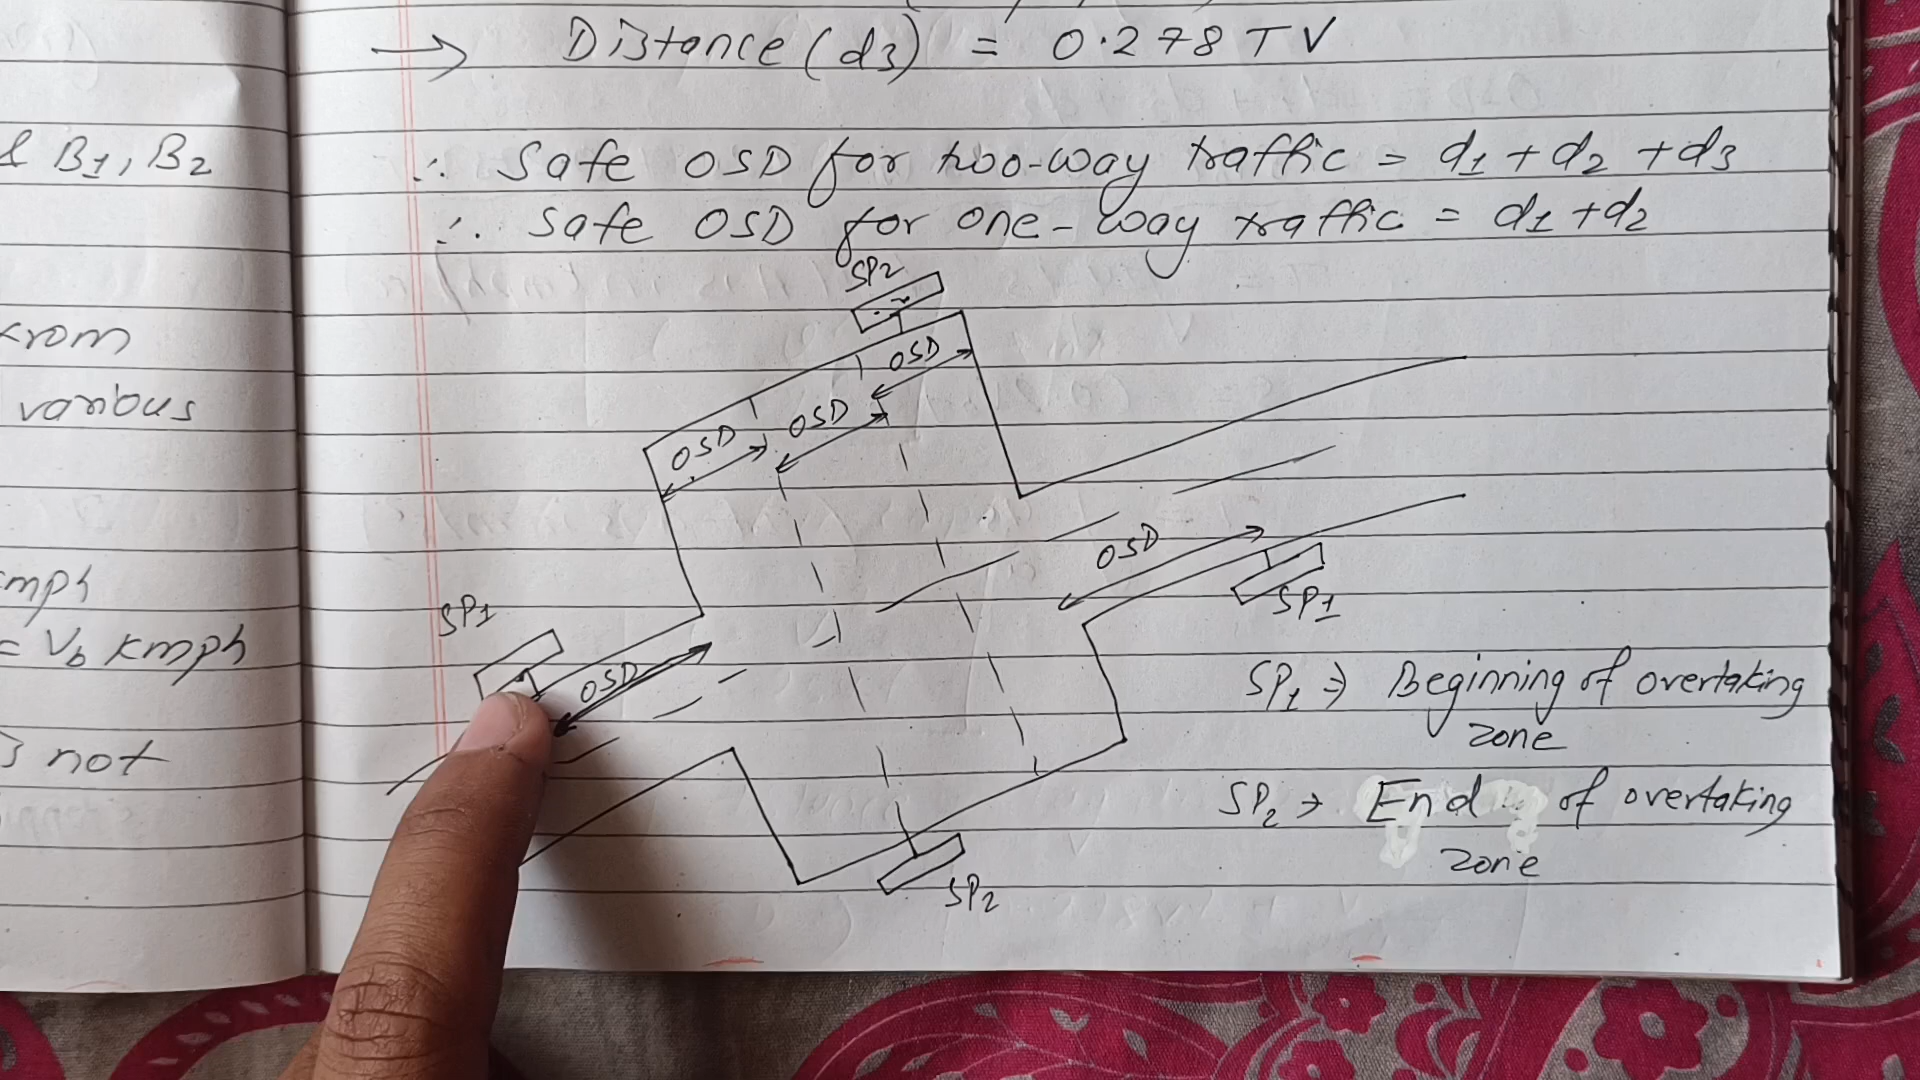 & B1, B2
various
= Vb kmph
is not
→ Distance (d3) = 0.278 TV
∴ Safe OSD for two-way traffic = d1 + d2 + d3
∴ Safe OSD for one-way traffic = d1 + d2
SP2
OSD
OSD
OSD
OSD
SP1
SP1
OSD
SP1 ⇒ Beginning of overtaking
zone
SP2 → End of overtaking
zone
SP2